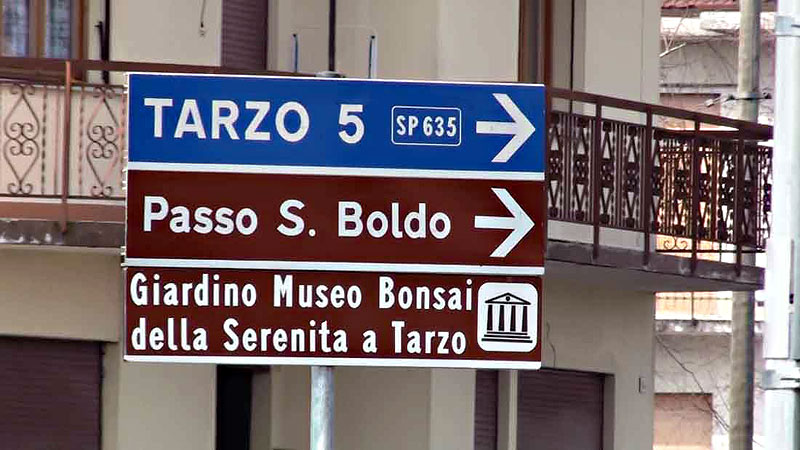 TARZO 5 SP 635
Passo S. Boldo
Giardino Museo Bonsai
della Serenita a Tarzo